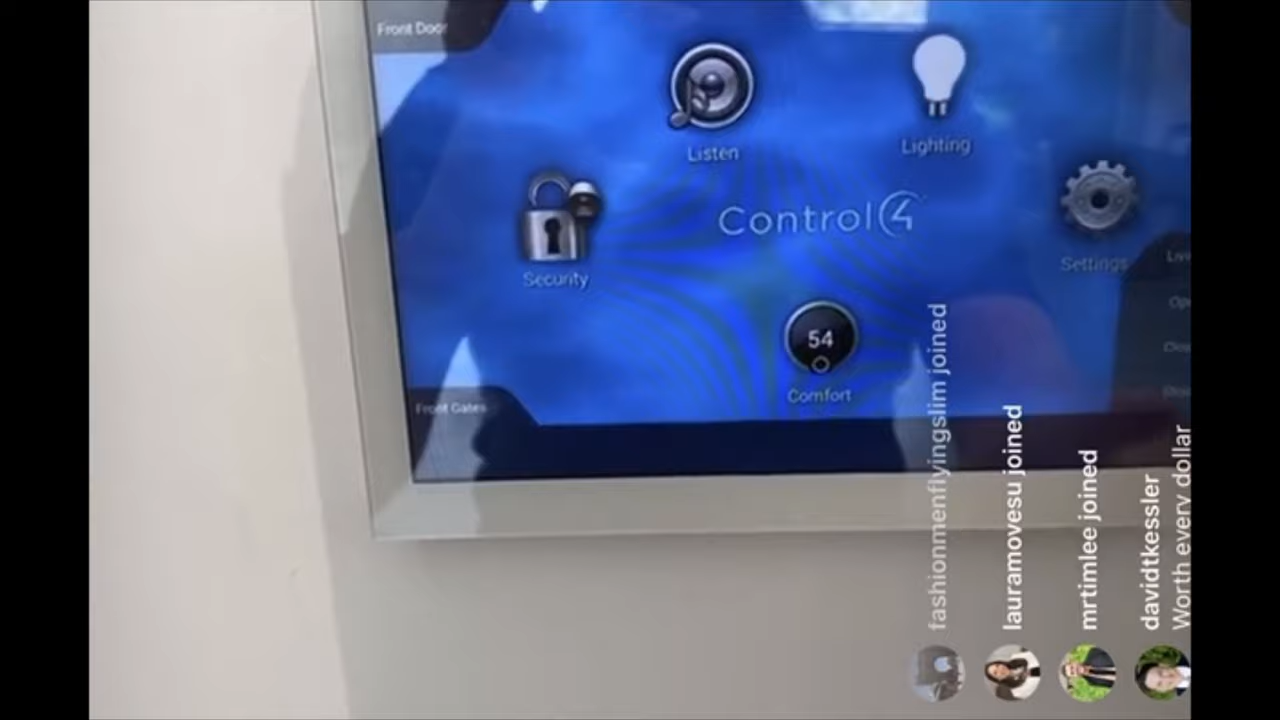 Front Door
Listen
Lighting
Control4
Security
Settings
54
Comfort
Front Gates
fashionmenflyingslim joined
lauramovesu joined
mrtimlee joined
davidtkessler
Worth every dollar